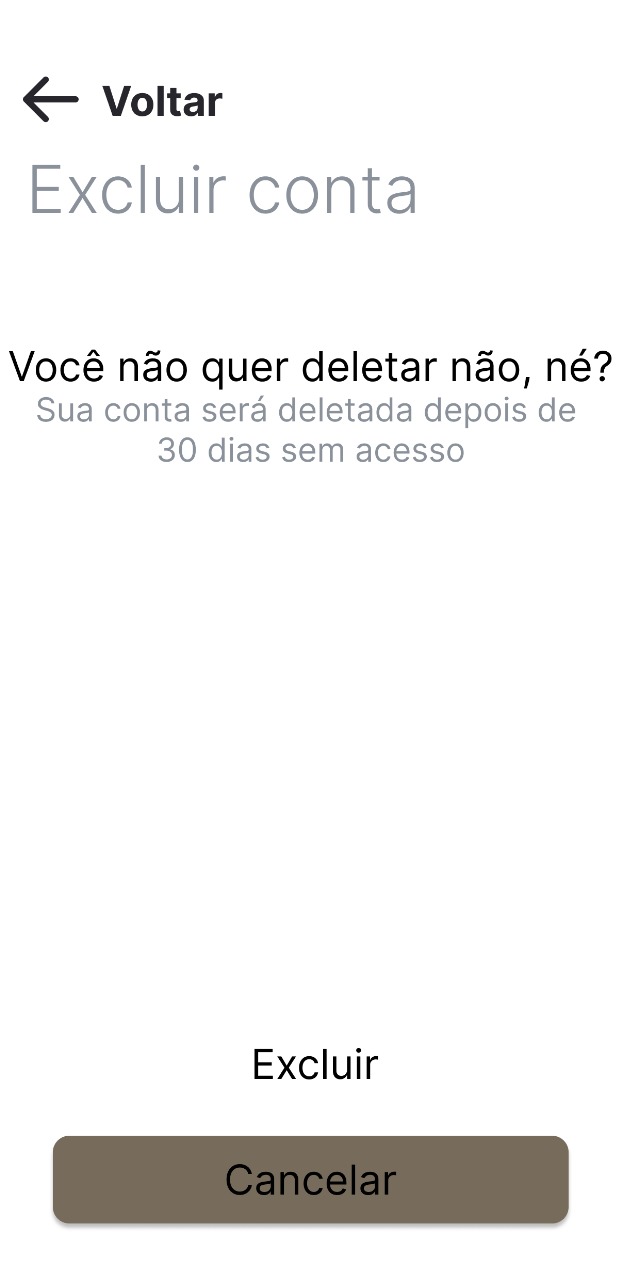 Voltar
Excluir conta
Você não quer deletar não, né?
Sua conta será deletada depois de
30 dias sem acesso
Excluir
Cancelar